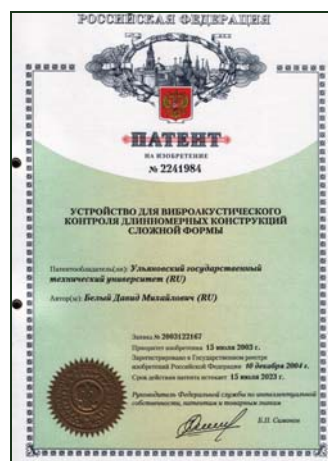 РОССИЙСКАЯ ФЕДЕРАЦИЯ
ПАТЕНТ
НА ИЗОБРЕТЕНИЕ
№ 2241984
УСТРОЙСТВО ДЛЯ ВИБРОАКУСТИЧЕСКОГО
КОНТРОЛЯ ДЛИННОМЕРНЫХ КОНСТРУКЦИЙ
СЛОЖНОЙ ФОРМЫ
Патентообладатель(ли): Ульяновский государственный
технический университет (RU)
Автор(ы): Белый Давид Михайлович (RU)
Заявка № 2003122167
Приоритет изобретения 15 июля 2003 г.
Зарегистрировано в Государственном реестре
изобретений Российской Федерации 10 декабря 2004 г.
Срок действия патента истекает 15 июля 2023 г.
Руководитель Федеральной службы по интеллектуальной
собственности, патентам и товарным знакам
Б.П. Симонов